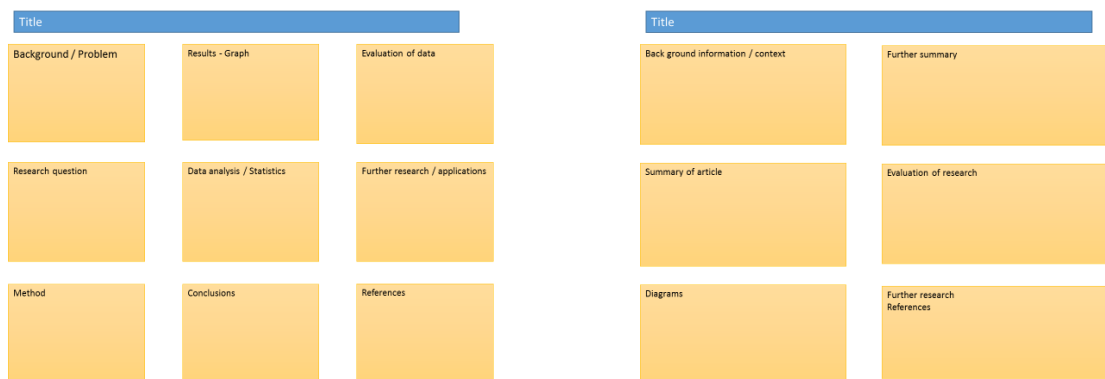 Title
Background / Problem
Results - Graph
Evaluation of data
Research question
Data analysis / Statistics
Further research / applications
Method
Conclusions
References
Title
Back ground information / context
Further summary
Summary of article
Evaluation of research
Diagrams
Further research
References